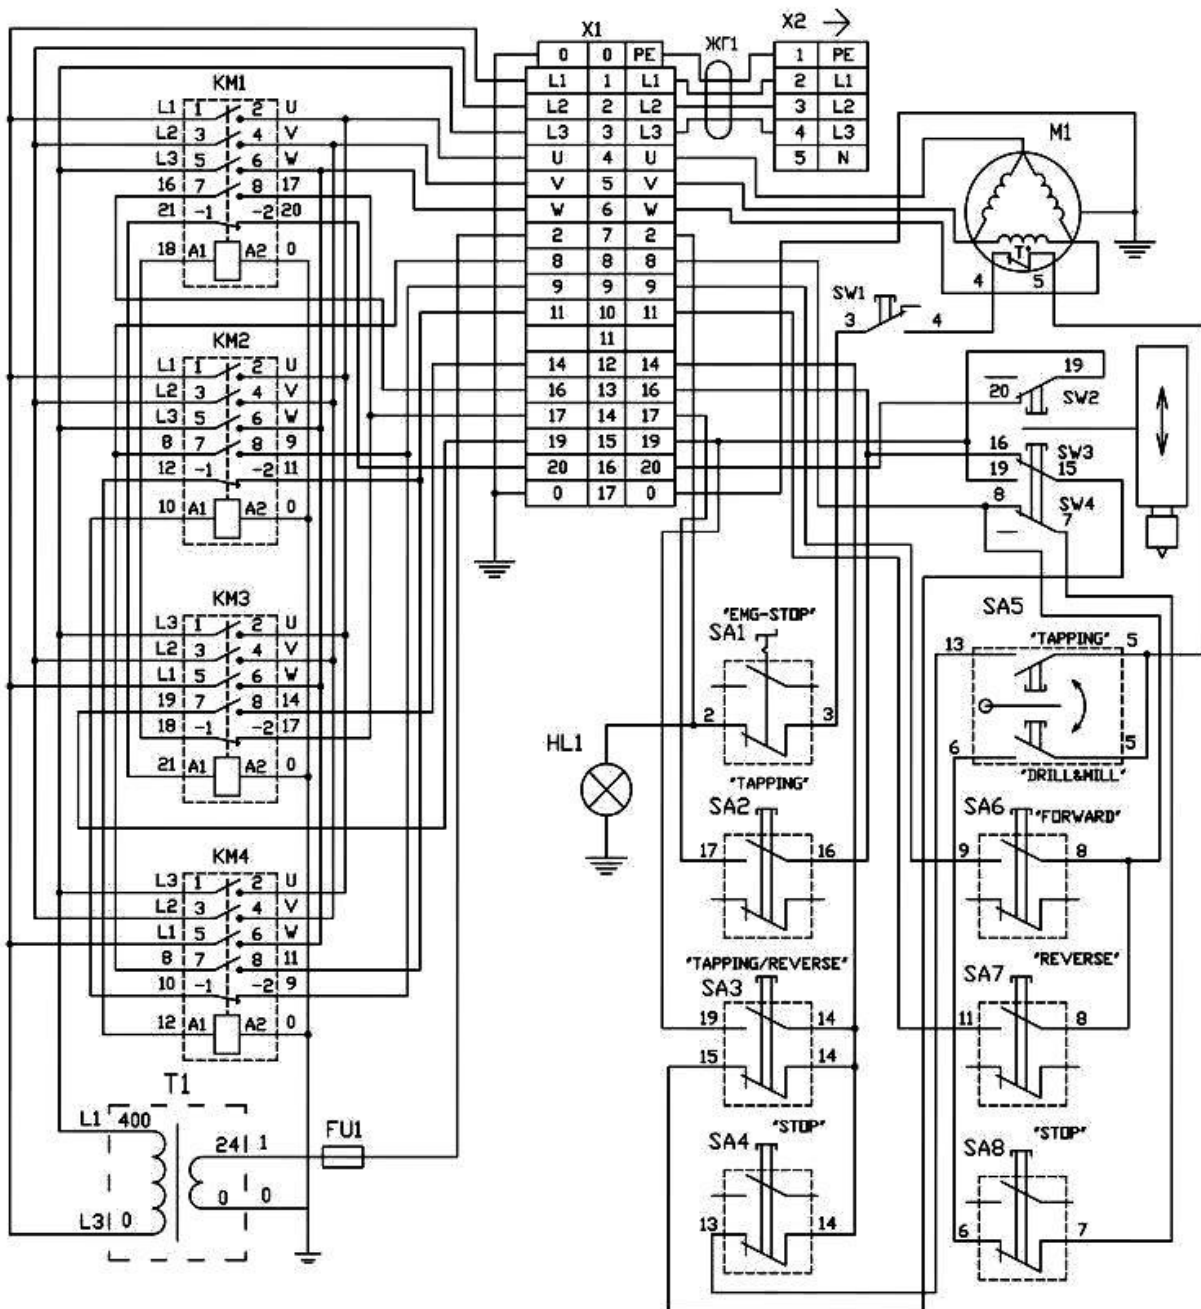 X1
0 0 PE
L1 1 L1
L2 2 L2
L3 3 L3
U 4 U
V 5 V
W 6 W
2 7 2
8 8 8
9 9 9
11 10 11
11
14 12 14
16 13 16
17 14 17
19 15 19
20 16 20
0 17 0
ЖГ1
X2
1 PE
2 L1
3 L2
4 L3
5 N
KM1
L1 1 2 U
L2 3 4 V
L3 5 6 W
16 7 8 17
21 -1 -2 20
18 A1 A2 0
KM2
L1 1 2 U
L2 3 4 V
L3 5 6 W
8 7 8 9
12 -1 -2 11
10 A1 A2 0
KM3
L3 1 2 U
L2 3 4 V
L1 5 6 W
19 7 8 14
18 -1 -2 17
21 A1 A2 0
KM4
L3 1 2 U
L2 3 4 V
L1 5 6 W
8 7 8 11
10 -1 -2 9
12 A1 A2 0
T1
L1 400
24 1
L3 0
0 0
FU1
M1
T°
4 5
SW1
3 4
19
20
SW2
16
SW3
19 15
8
SW4
7
"EMG-STOP"
SA1
2 3
HL1
"TAPPING"
SA2
17 16
"TAPPING/REVERSE"
SA3
19 14
15 14
"STOP"
SA4
13 14
SA5
13 "TAPPING" 5
6 5
"DRILL&MILL"
SA6
"FORWARD"
9 8
"REVERSE"
SA7
11 8
"STOP"
SA8
6 7